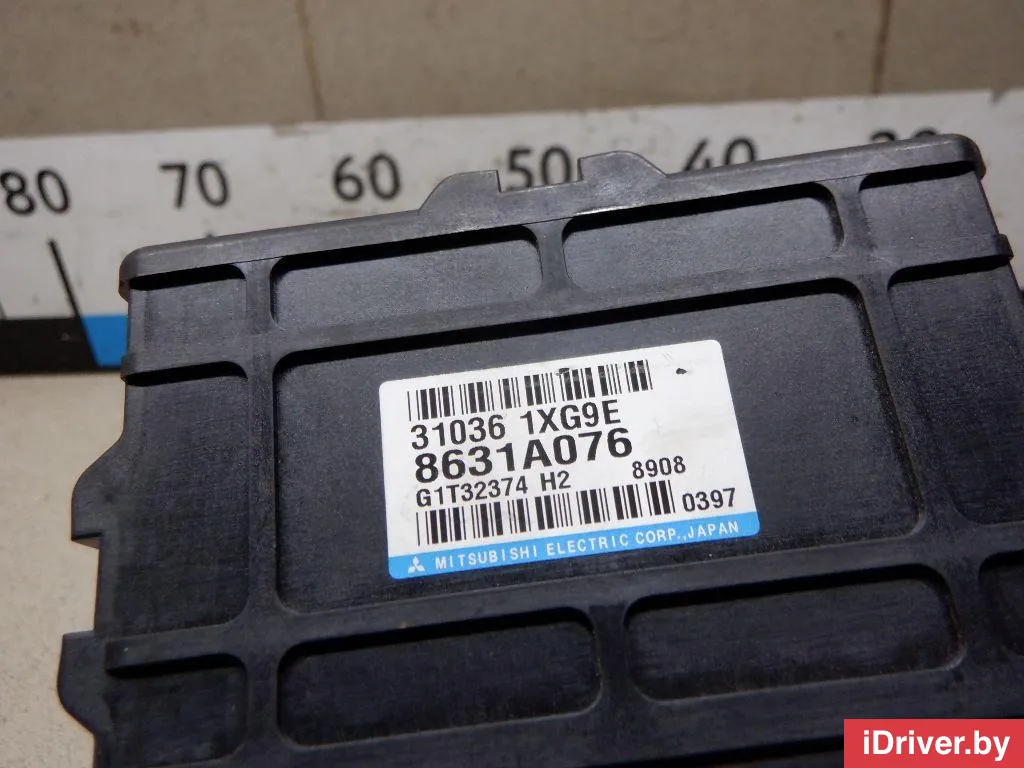 80 70 60 50 40
31036 1XG9E
8631A076
G1T32374 H2 8908
0397
MITSUBISHI ELECTRIC CORP.,JAPAN
iDriver.by